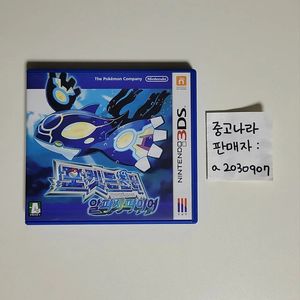 The Pokémon Company
Nintendo
NINTENDO 3DS
포켓몬스터
알파사파이어
중고나라
판매자 :
a2030907